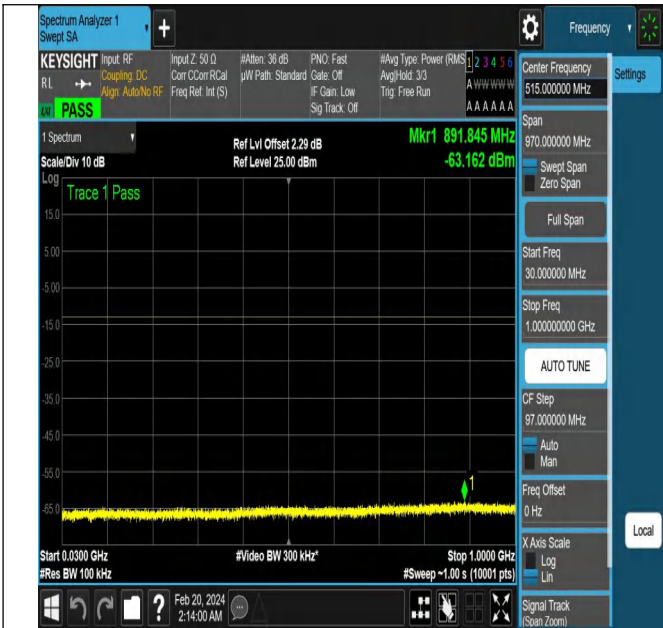 Spectrum Analyzer 1
Swept SA
+
Frequency
KEYSIGHT
RL
PASS
Input: RF
Coupling: DC
Align: Auto/No RF
Input Z: 50 Ω
Corr CCorr RCal
Freq Ref: Int (S)
#Atten: 36 dB
µW Path: Standard
PNO: Fast
Gate: Off
IF Gain: Low
Sig Track: Off
#Avg Type: Power (RMS
Avg|Hold: 3/3
Trig: Free Run
1 2 3 4 5 6
A W W W W W
A A A A A A
Center Frequency
515.000000 MHz
Settings
1 Spectrum
Scale/Div 10 dB
Log
Ref Lvl Offset 2.29 dB
Ref Level 25.00 dBm
Mkr1 891.845 MHz
-63.162 dBm
Trace 1 Pass
15.0
5.00
-5.00
-15.0
-25.0
-35.0
-45.0
-55.0
-65.0
1
Start 0.0300 GHz
#Res BW 100 kHz
#Video BW 300 kHz*
Stop 1.0000 GHz
#Sweep ~1.00 s (10001 pts)
Span
970.000000 MHz
Swept Span
Zero Span
Full Span
Start Freq
30.000000 MHz
Stop Freq
1.000000000 GHz
AUTO TUNE
CF Step
97.000000 MHz
Auto
Man
Freq Offset
0 Hz
X Axis Scale
Log
Lin
Signal Track
(Span Zoom)
Local
?
Feb 20, 2024
2:14:00 AM